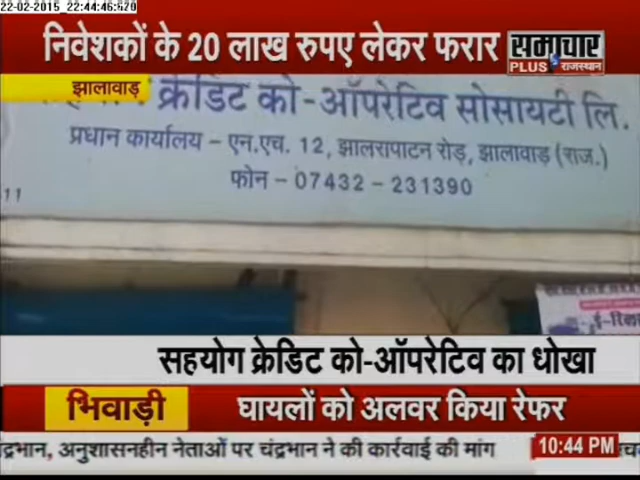 22-02-2015_22:44:46:520
निवेशकों के 20 लाख रुपए लेकर फरार
समाचार
PLUS राजस्थान
झालावाड़
क्रेडिट को-ऑपरेटिव सोसायटी लि.
प्रधान कार्यालय - एन.एच. 12, झालरापाटन रोड़, झालावाड़ (राज.)
फोन - 07432 - 231390
11
सहयोग क्रेडिट को-ऑपरेटिव का धोखा
भिवाड़ी
घायलों को अलवर किया रेफर
द्रभान, अनुशासनहीन नेताओं पर चंद्रभान ने की कार्रवाई की मांग
10:44 PM